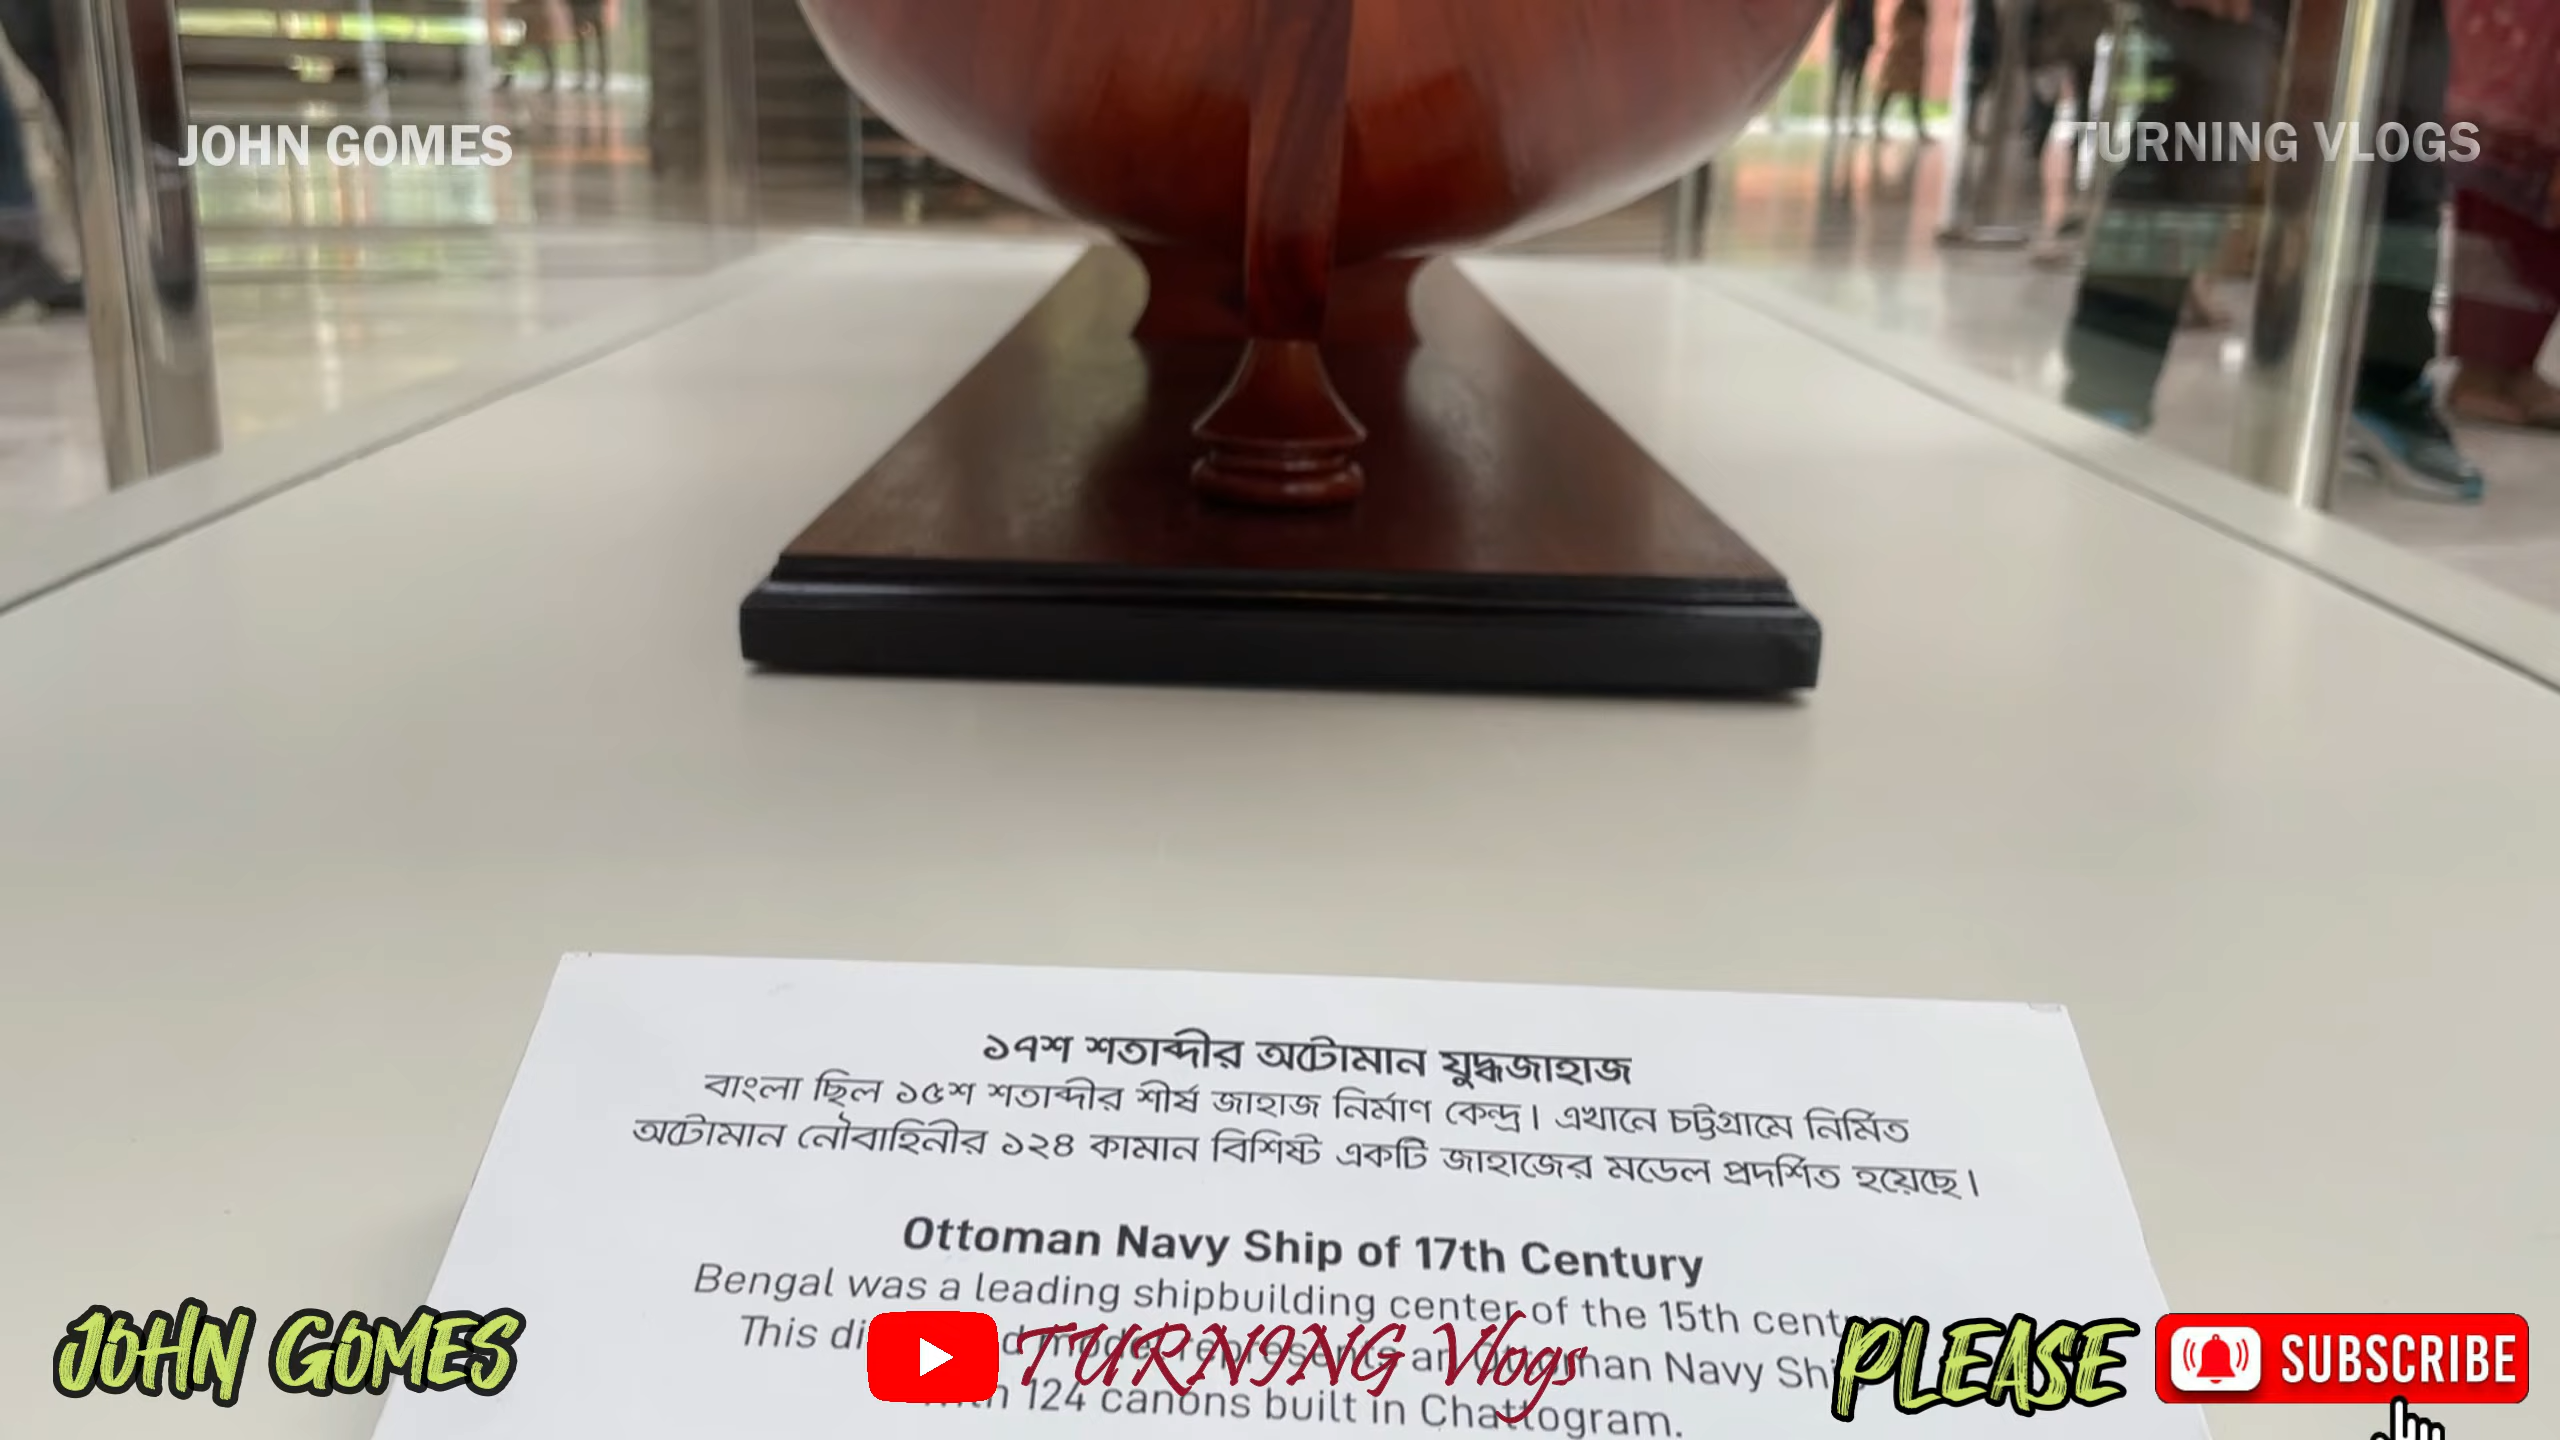 JOHN GOMES
TURNING VLOGS
১৭শ শতাব্দীর অটোমান যুদ্ধজাহাজ
বাংলা ছিল ১৫শ শতাব্দীর শীর্ষ জাহাজ নির্মাণ কেন্দ্র। এখানে চট্টগ্রামে নির্মিত
অটোমান নৌবাহিনীর ১২৪ কামান বিশিষ্ট একটি জাহাজের মডেল প্রদর্শিত হয়েছে।
Ottoman Navy Ship of 17th Century
Bengal was a leading shipbuilding center of the 15th
This Navy
124 canons built in Chattogram.
JOHN GOMES
TURNING Vlogs
PLEASE
SUBSCRIBE